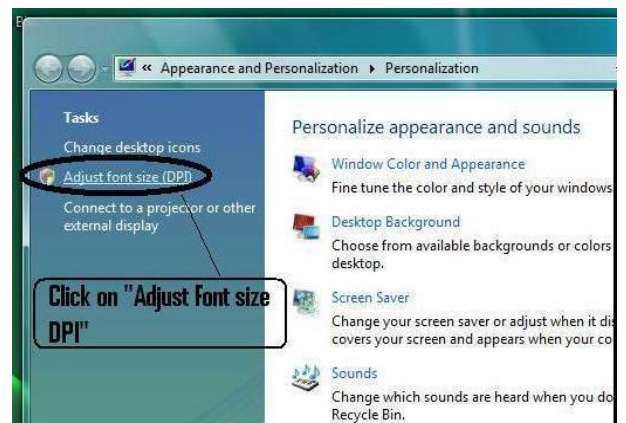 « Appearance and Personalization ▸ Personalization
Tasks
Change desktop icons
Adjust font size (DPI)
Connect to a projector or other
external display
Click on "Adjust Font size
DPI"
Personalize appearance and sounds
Window Color and Appearance
Fine tune the color and style of your windows
Desktop Background
Choose from available backgrounds or colors
desktop.
Screen Saver
Change your screen saver or adjust when it dis
covers your screen and appears when your co
Sounds
Change which sounds are heard when you do
Recycle Bin.